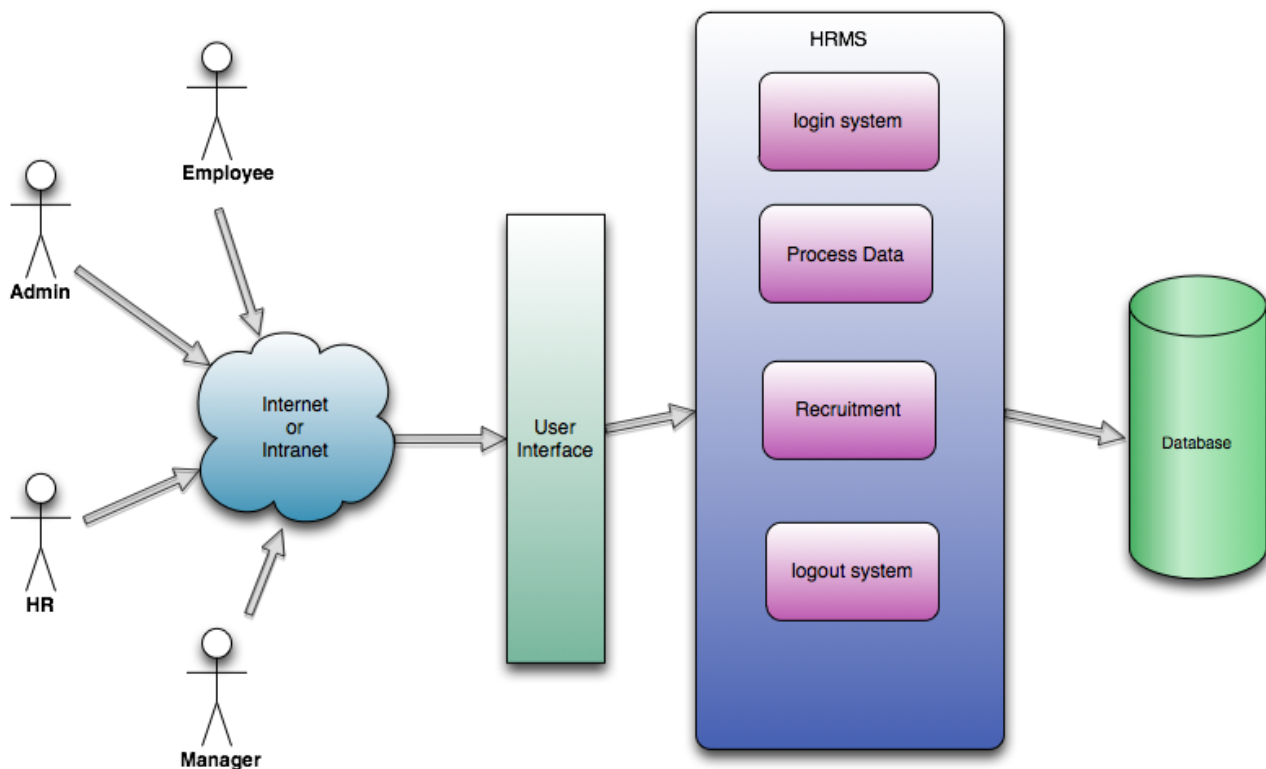 Employee
Admin
HR
Manager
Internet
or
Intranet
User
Interface
HRMS
login system
Process Data
Recruitment
logout system
Database